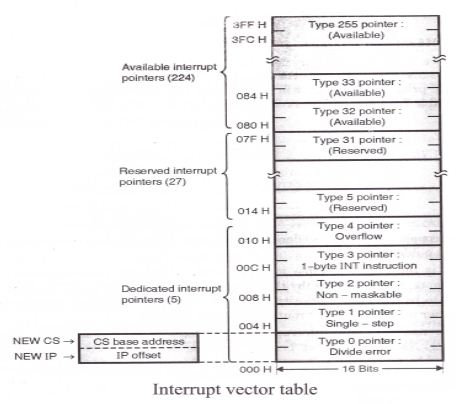 3FF H
Type 255 pointer :
(Available)
3FC H
Available interrupt
pointers (224)
Type 33 pointer :
(Available)
084 H
Type 32 pointer :
(Available)
080 H
07F H
Type 31 pointer :
(Reserved)
Reserved interrupt
pointers (27)
Type 5 pointer :
(Reserved)
014 H
Type 4 pointer :
Overflow
010 H
Type 3 pointer :
1-byte INT instruction
00C H
Dedicated interrupt
pointers (5)
Type 2 pointer :
Non – maskable
008 H
Type 1 pointer :
Single – step
004 H
NEW CS → CS base address
NEW IP → IP offset
Type 0 pointer :
Divide error
000 H
16 Bits
Interrupt vector table